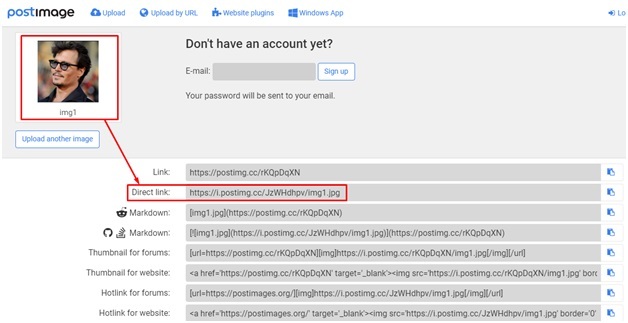 postimage Upload Upload by URL Website plugins Windows App Lo
Don't have an account yet?
E-mail: Sign up
img1
Your password will be sent to your email.
Upload another image
Link: https://postimg.cc/rKQpDqXN
Direct link: https://i.postimg.cc/JzWHdhpv/img1.jpg
Markdown: [img1.jpg](https://postimg.cc/rKQpDqXN)
Markdown: [![img1.jpg](https://i.postimg.cc/JzWHdhpv/img1.jpg)](https://postimg.cc/rKQpDqXN)
Thumbnail for forums: [url=https://postimg.cc/rKQpDqXN][img]https://i.postimg.cc/rKQpDqXN/img1.jpg[/img][/url]
Thumbnail for website: <a href='https://postimg.cc/rKQpDqXN' target='_blank'><img src='https://i.postimg.cc/rKQpDqXN/img1.jpg' bord
Hotlink for forums: [url=https://postimages.org/][img]https://i.postimg.cc/JzWHdhpv/img1.jpg[/img][/url]
Hotlink for website: <a href='https://postimages.org/' target='_blank'><img src='https://i.postimg.cc/JzWHdhpv/img1.jpg' border='0'